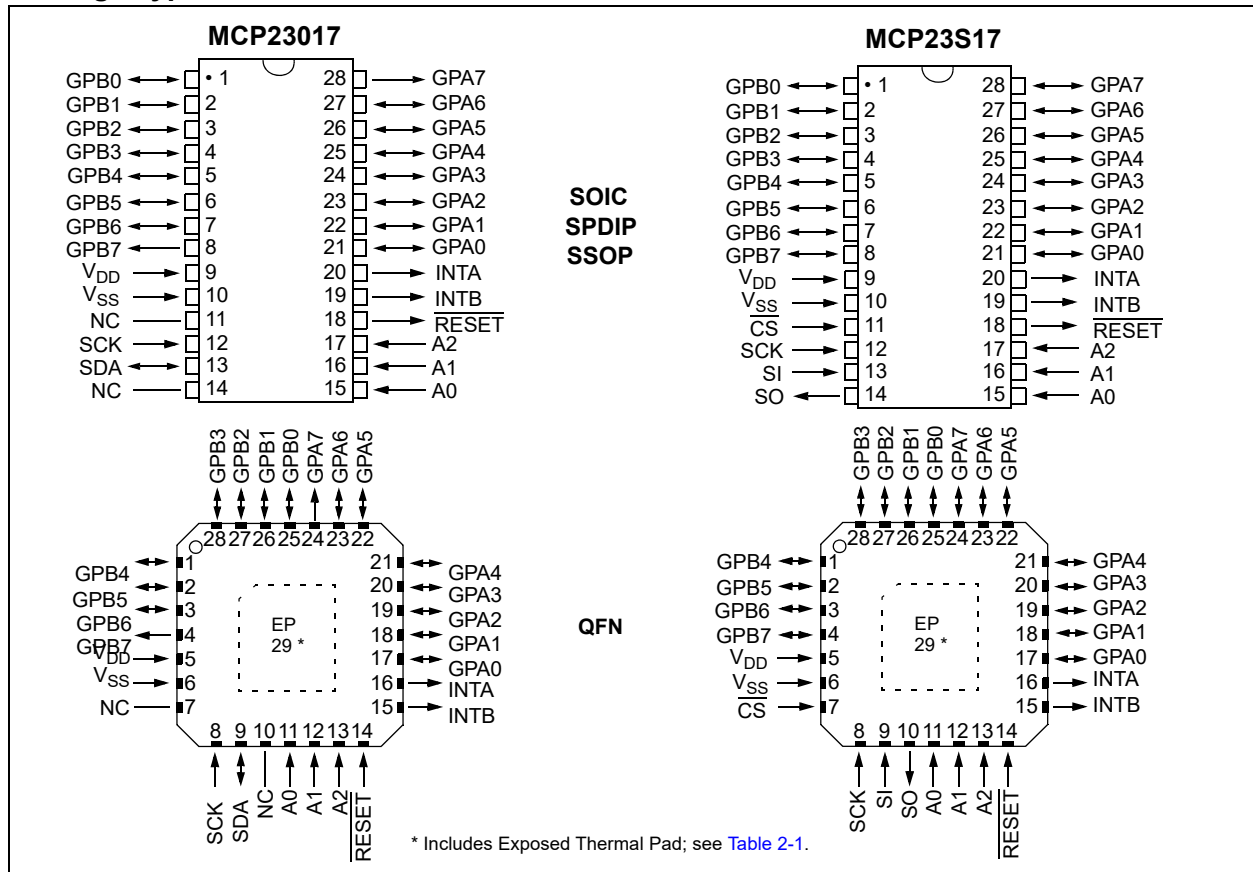 MCP23017
GPB0 • 1 28 GPA7
GPB1 2 27 GPA6
GPB2 3 26 GPA5
GPB3 4 25 GPA4
GPB4 5 24 GPA3
GPB5 6 23 GPA2
GPB6 7 22 GPA1
GPB7 8 21 GPA0
VDD 9 20 INTA
VSS 10 19 INTB
NC 11 18 RESET
SCK 12 17 A2
SDA 13 16 A1
NC 14 15 A0
MCP23S17
GPB0 • 1 28 GPA7
GPB1 2 27 GPA6
GPB2 3 26 GPA5
GPB3 4 25 GPA4
GPB4 5 24 GPA3
GPB5 6 23 GPA2
GPB6 7 22 GPA1
GPB7 8 21 GPA0
VDD 9 20 INTA
VSS 10 19 INTB
CS 11 18 RESET
SCK 12 17 A2
SI 13 16 A1
SO 14 15 A0
SOIC
SPDIP
SSOP
GPB3 GPB2 GPB1 GPB0 GPA7 GPA6 GPA5
28 27 26 25 24 23 22
GPB4 1 21 GPA4
GPB5 2 20 GPA3
GPB6 3 19 GPA2
GPB7 4 18 GPA1
VDD 5 17 GPA0
VSS 6 16 INTA
NC 7 15 INTB
EP
29 *
8 9 10 11 12 13 14
SCK SDA NC A0 A1 A2 RESET
QFN
GPB3 GPB2 GPB1 GPB0 GPA7 GPA6 GPA5
28 27 26 25 24 23 22
GPB4 1 21 GPA4
GPB5 2 20 GPA3
GPB6 3 19 GPA2
GPB7 4 18 GPA1
VDD 5 17 GPA0
VSS 6 16 INTA
CS 7 15 INTB
EP
29 *
8 9 10 11 12 13 14
SCK SI SO A0 A1 A2 RESET
* Includes Exposed Thermal Pad; see Table 2-1.